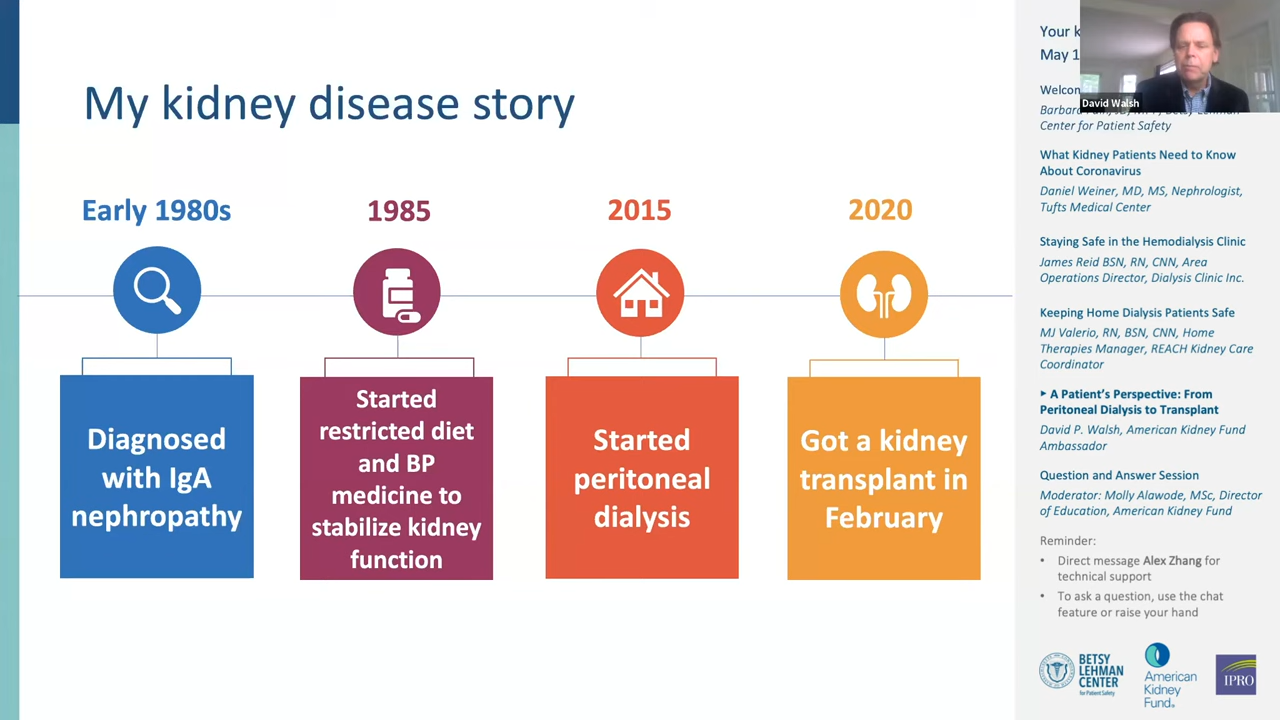 My kidney disease story
Early 1980s
1985
2015
2020
Diagnosed
with IgA
nephropathy
Started
restricted diet
and BP
medicine to
stabilize kidney
function
Started
peritoneal
dialysis
Got a kidney
transplant in
February
David Walsh
Your
May
Center for Patient Safety
What Kidney Patients Need to Know
About Coronavirus
Daniel Weiner, MD, MS, Nephrologist,
Tufts Medical Center
Staying Safe in the Hemodialysis Clinic
James Reid BSN, RN, CNN, Area
Operations Director, Dialysis Clinic Inc.
Keeping Home Dialysis Patients Safe
MJ Valerio, RN, BSN, CNN, Home
Therapies Manager, REACH Kidney Care
Coordinator
‣ A Patient's Perspective: From
Peritoneal Dialysis to Transplant
David P. Walsh, American Kidney Fund
Ambassador
Question and Answer Session
Moderator: Molly Alawode, MSc, Director
of Education, American Kidney Fund
Reminder:
• Direct message Alex Zhang for
technical support
• To ask a question, use the chat
feature or raise your hand
BETSY
LEHMAN
CENTER
for Patient Safety
American
Kidney
Fund®
IPRO